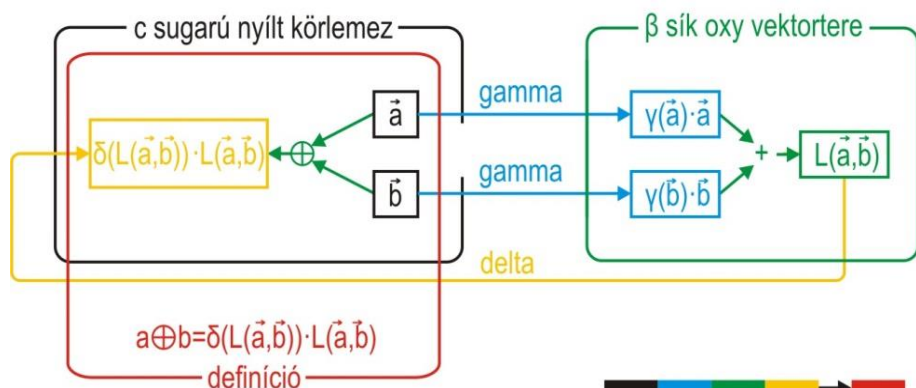 c sugarú nyílt körlemez
β sík oxy vektortere
a⃗
gamma
γ(a⃗)·a⃗
δ(L(a⃗,b⃗))·L(a⃗,b⃗)
⊕
+
L(a⃗,b⃗)
b⃗
gamma
γ(b⃗)·b⃗
delta
a⊕b=δ(L(a⃗,b⃗))·L(a⃗,b⃗)
definíció